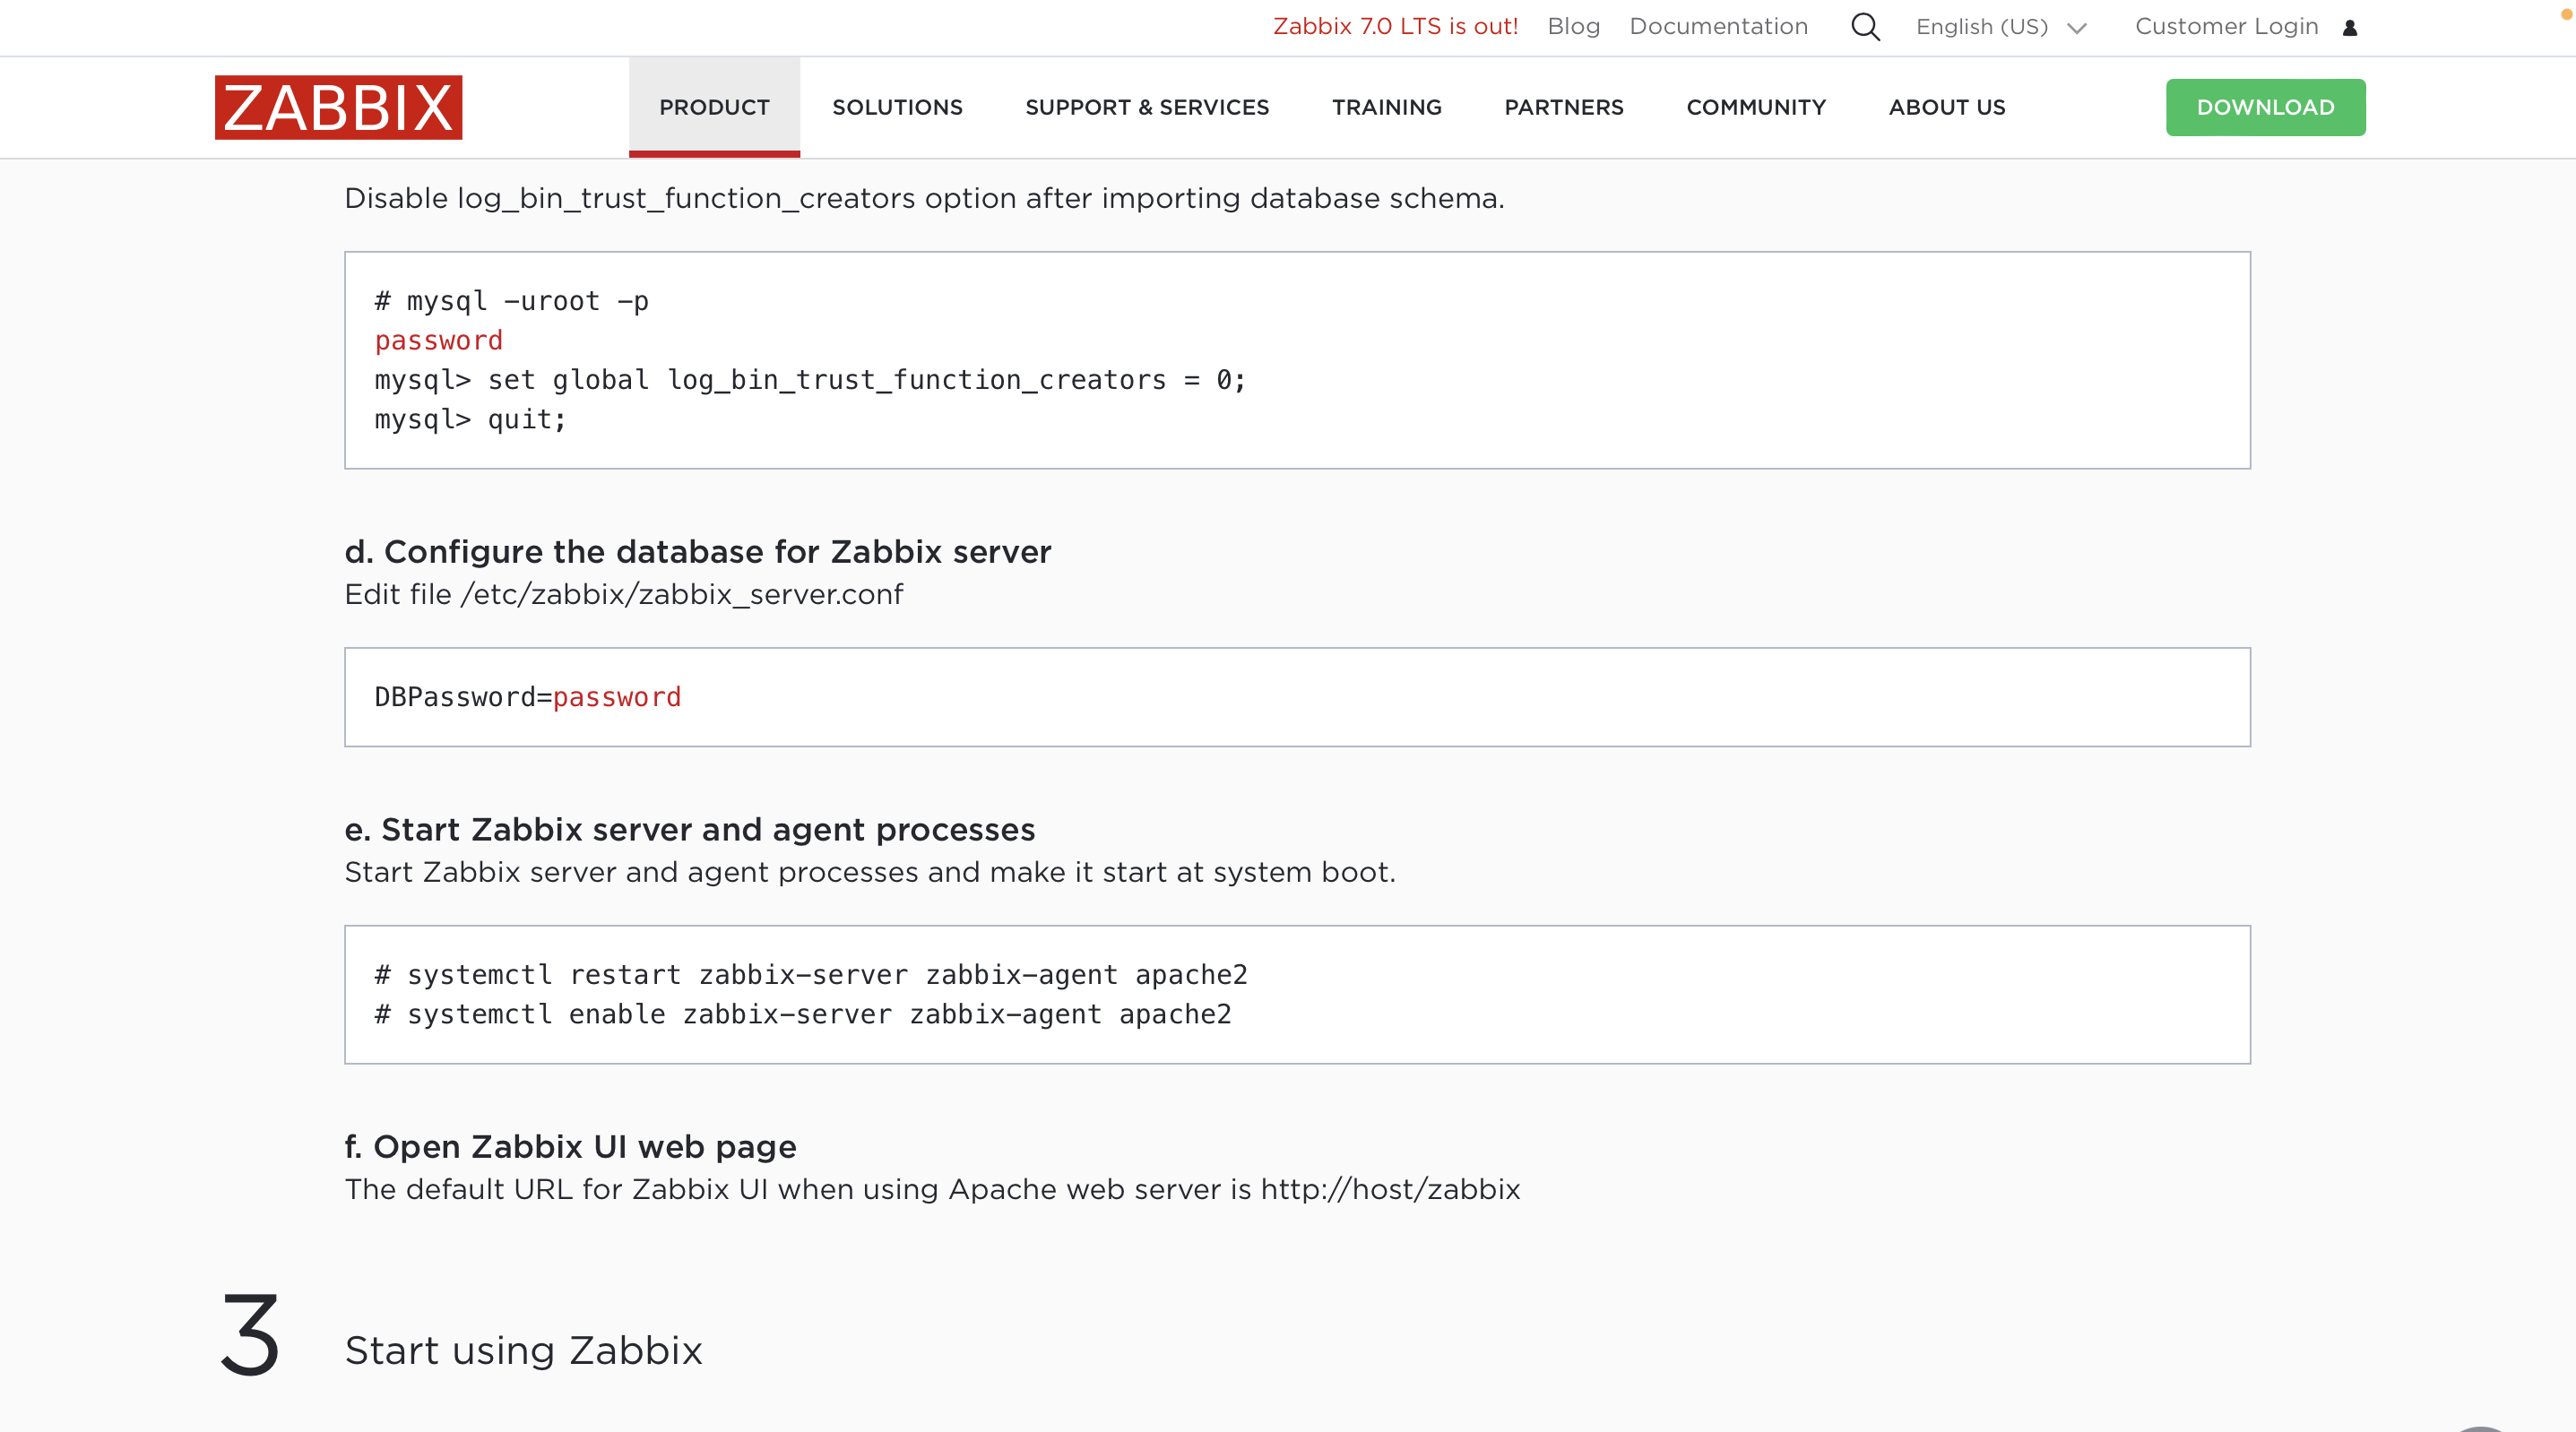 Zabbix 7.0 LTS is out! Blog Documentation English (US) Customer Login
ZABBIX PRODUCT SOLUTIONS SUPPORT & SERVICES TRAINING PARTNERS COMMUNITY ABOUT US DOWNLOAD
Disable log_bin_trust_function_creators option after importing database schema.
# mysql -uroot -p
password
mysql> set global log_bin_trust_function_creators = 0;
mysql> quit;
d. Configure the database for Zabbix server
Edit file /etc/zabbix/zabbix_server.conf
DBPassword=password
e. Start Zabbix server and agent processes
Start Zabbix server and agent processes and make it start at system boot.
# systemctl restart zabbix-server zabbix-agent apache2
# systemctl enable zabbix-server zabbix-agent apache2
f. Open Zabbix UI web page
The default URL for Zabbix UI when using Apache web server is http://host/zabbix
3 Start using Zabbix